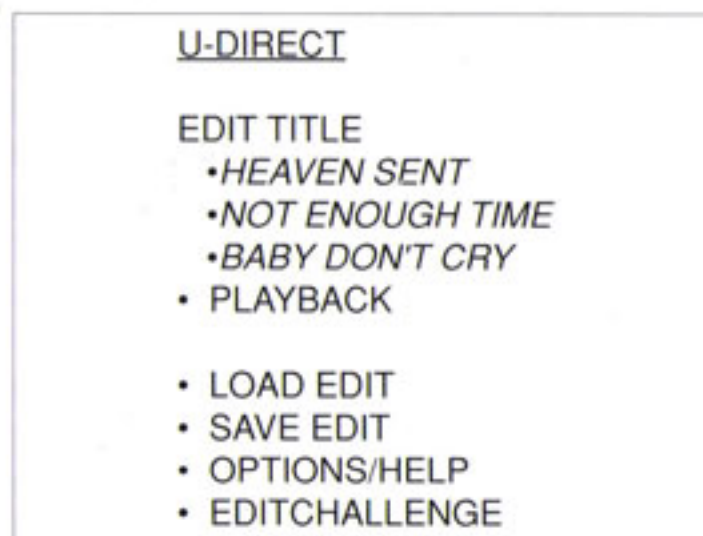 U-DIRECT
EDIT TITLE
•HEAVEN SENT
•NOT ENOUGH TIME
•BABY DON'T CRY
• PLAYBACK
• LOAD EDIT
• SAVE EDIT
• OPTIONS/HELP
• EDITCHALLENGE